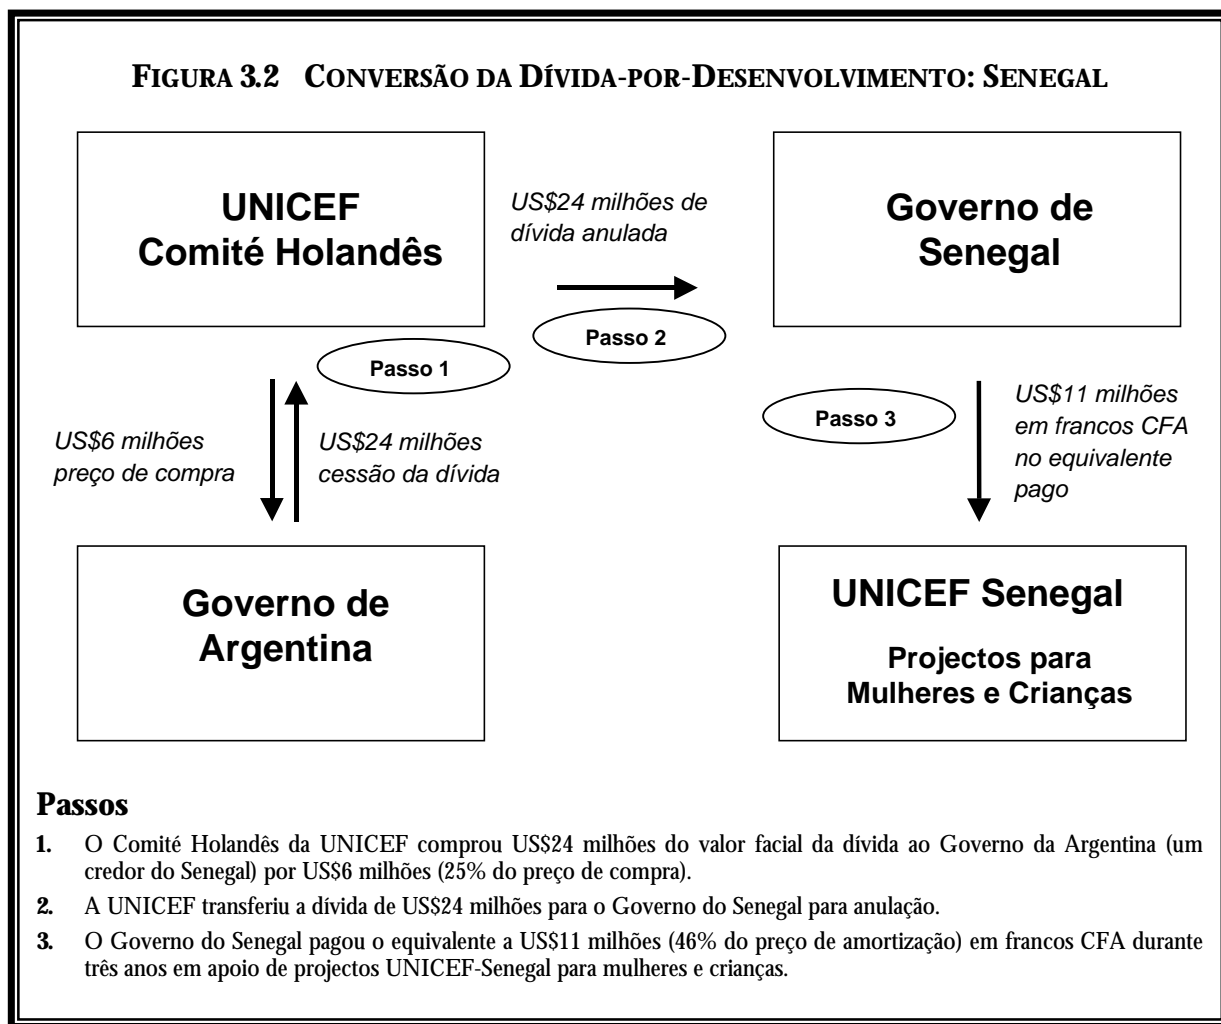 FIGURA 3.2 CONVERSÃO DA DÍVIDA-POR-DESENVOLVIMENTO: SENEGAL
UNICEF
Comité Holandês
US$24 milhões de
dívida anulada
Governo de
Senegal
Passo 2
Passo 1
US$6 milhões
preço de compra
US$24 milhões
cessão da dívida
Passo 3
US$11 milhões
em francos CFA
no equivalente
pago
Governo de
Argentina
UNICEF Senegal
Projectos para
Mulheres e Crianças
Passos
1. O Comité Holandês da UNICEF comprou US$24 milhões do valor facial da dívida ao Governo da Argentina (um
credor do Senegal) por US$6 milhões (25% do preço de compra).
2. A UNICEF transferiu a dívida de US$24 milhões para o Governo do Senegal para anulação.
3. O Governo do Senegal pagou o equivalente a US$11 milhões (46% do preço de amortização) em francos CFA durante
três anos em apoio de projectos UNICEF-Senegal para mulheres e crianças.